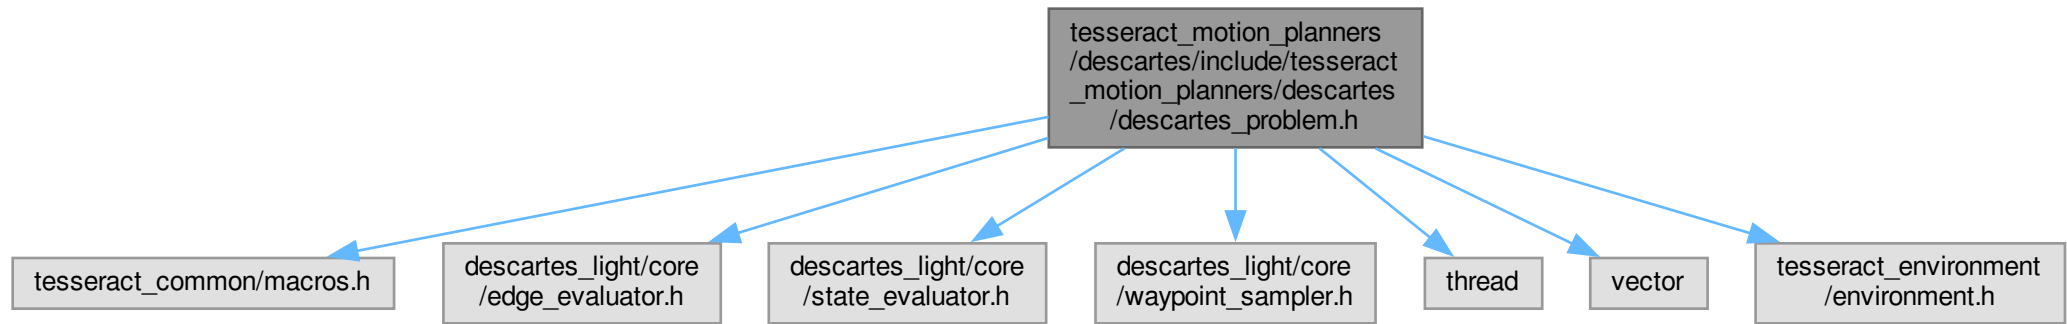 tesseract_motion_planners
/descartes/include/tesseract
_motion_planners/descartes
/descartes_problem.h
tesseract_common/macros.h
descartes_light/core
/edge_evaluator.h
descartes_light/core
/state_evaluator.h
descartes_light/core
/waypoint_sampler.h
thread
vector
tesseract_environment
/environment.h